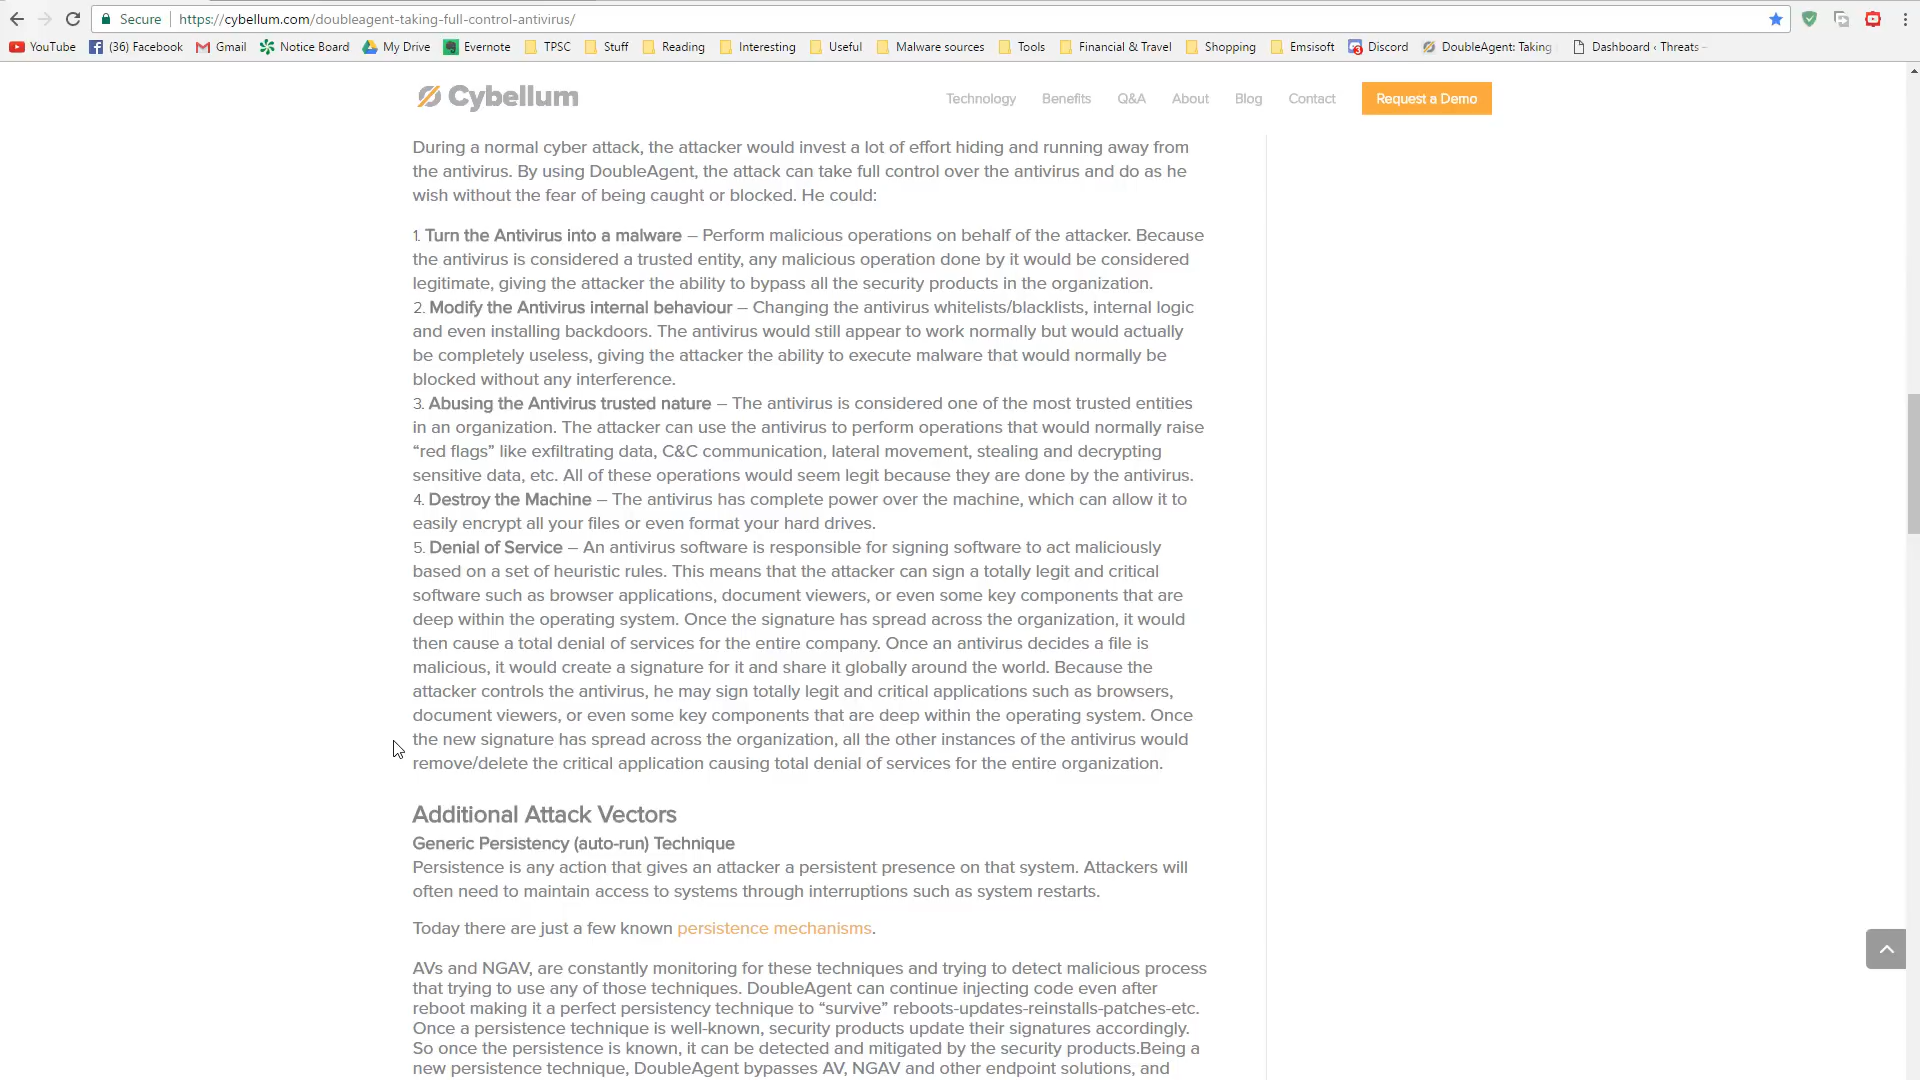 Secure https://cybellum.com/doubleagent-taking-full-control-antivirus/
YouTube (36) Facebook Gmail Notice Board My Drive Evernote TPSC Stuff Reading Interesting Useful Malware sources Tools Financial & Travel Shopping Emsisoft Discord DoubleAgent: Taking Dashboard ‹ Threats –
Cybellum
Technology Benefits Q&A About Blog Contact Request a Demo
During a normal cyber attack, the attacker would invest a lot of effort hiding and running away from
the antivirus. By using DoubleAgent, the attack can take full control over the antivirus and do as he
wish without the fear of being caught or blocked. He could:
1. Turn the Antivirus into a malware – Perform malicious operations on behalf of the attacker. Because
the antivirus is considered a trusted entity, any malicious operation done by it would be considered
legitimate, giving the attacker the ability to bypass all the security products in the organization.
2. Modify the Antivirus internal behaviour – Changing the antivirus whitelists/blacklists, internal logic
and even installing backdoors. The antivirus would still appear to work normally but would actually
be completely useless, giving the attacker the ability to execute malware that would normally be
blocked without any interference.
3. Abusing the Antivirus trusted nature – The antivirus is considered one of the most trusted entities
in an organization. The attacker can use the antivirus to perform operations that would normally raise
“red flags” like exfiltrating data, C&C communication, lateral movement, stealing and decrypting
sensitive data, etc. All of these operations would seem legit because they are done by the antivirus.
4. Destroy the Machine – The antivirus has complete power over the machine, which can allow it to
easily encrypt all your files or even format your hard drives.
5. Denial of Service – An antivirus software is responsible for signing software to act maliciously
based on a set of heuristic rules. This means that the attacker can sign a totally legit and critical
software such as browser applications, document viewers, or even some key components that are
deep within the operating system. Once the signature has spread across the organization, it would
then cause a total denial of services for the entire company. Once an antivirus decides a file is
malicious, it would create a signature for it and share it globally around the world. Because the
attacker controls the antivirus, he may sign totally legit and critical applications such as browsers,
document viewers, or even some key components that are deep within the operating system. Once
the new signature has spread across the organization, all the other instances of the antivirus would
remove/delete the critical application causing total denial of services for the entire organization.
Additional Attack Vectors
Generic Persistency (auto-run) Technique
Persistence is any action that gives an attacker a persistent presence on that system. Attackers will
often need to maintain access to systems through interruptions such as system restarts.
Today there are just a few known persistence mechanisms.
AVs and NGAV, are constantly monitoring for these techniques and trying to detect malicious process
that trying to use any of those techniques. DoubleAgent can continue injecting code even after
reboot making it a perfect persistency technique to “survive” reboots-updates-reinstalls-patches-etc.
Once a persistence technique is well-known, security products update their signatures accordingly.
So once the persistence is known, it can be detected and mitigated by the security products.Being a
new persistence technique, DoubleAgent bypasses AV, NGAV and other endpoint solutions, and